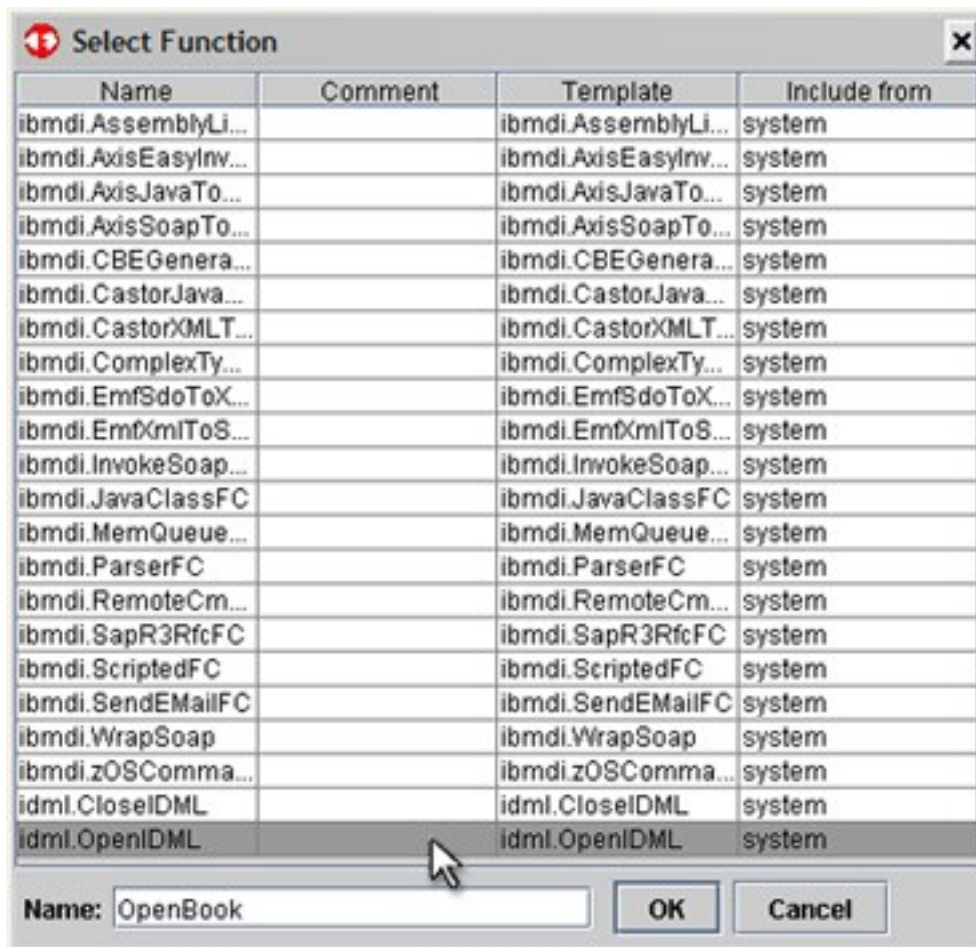 Select Function
Name Comment Template Include from
ibmdi.AssemblyLi... ibmdi.AssemblyLi... system
ibmdi.AxisEasyInv... ibmdi.AxisEasyInv... system
ibmdi.AxisJavaTo... ibmdi.AxisJavaTo... system
ibmdi.AxisSoapTo... ibmdi.AxisSoapTo... system
ibmdi.CBEGenera... ibmdi.CBEGenera... system
ibmdi.CastorJava... ibmdi.CastorJava... system
ibmdi.CastorXMLT... ibmdi.CastorXMLT... system
ibmdi.ComplexTy... ibmdi.ComplexTy... system
ibmdi.EmfSdoToX... ibmdi.EmfSdoToX... system
ibmdi.EmfXmlToS... ibmdi.EmfXmlToS... system
ibmdi.InvokeSoap... ibmdi.InvokeSoap... system
ibmdi.JavaClassFC ibmdi.JavaClassFC system
ibmdi.MemQueue... ibmdi.MemQueue... system
ibmdi.ParserFC ibmdi.ParserFC system
ibmdi.RemoteCm... ibmdi.RemoteCm... system
ibmdi.SapR3RfcFC ibmdi.SapR3RfcFC system
ibmdi.ScriptedFC ibmdi.ScriptedFC system
ibmdi.SendEMailFC ibmdi.SendEMailFC system
ibmdi.WrapSoap ibmdi.WrapSoap system
ibmdi.zOSComma... ibmdi.zOSComma... system
idml.CloseIDML idml.CloseIDML system
idml.OpenIDML idml.OpenIDML system
Name: OpenBook OK Cancel